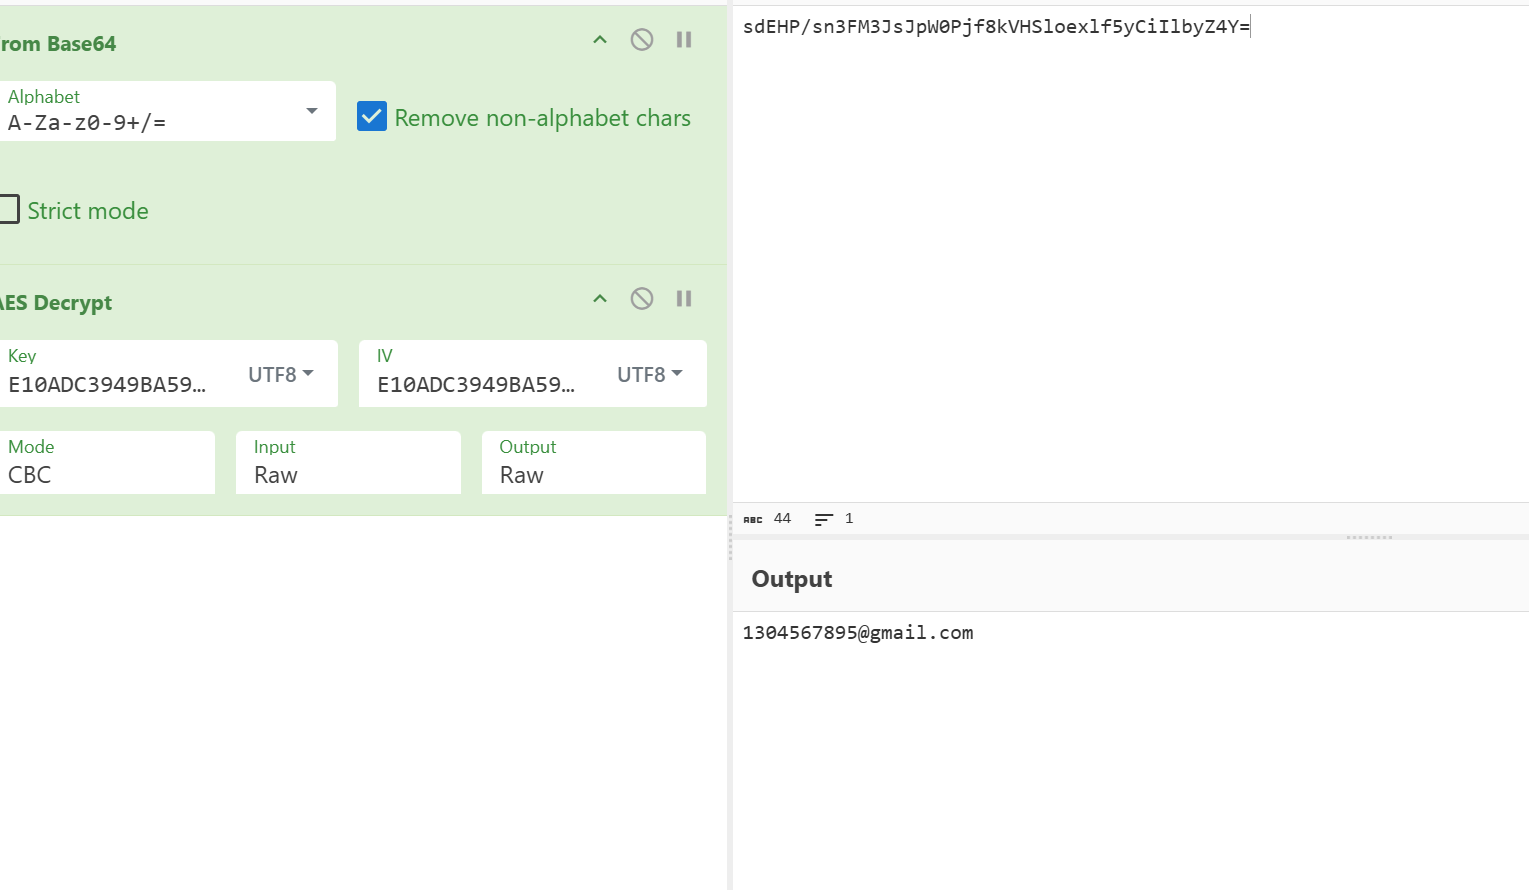 rom Base64
Alphabet
A-Za-z0-9+/=
Remove non-alphabet chars
Strict mode
AES Decrypt
Key
E10ADC3949BA59…
UTF8
IV
E10ADC3949BA59…
UTF8
Mode
CBC
Input
Raw
Output
Raw
sdEHP/sn3FM3JsJpW0Pjf8kVHSloexlf5yCiIlbyZ4Y=
ABC 44 1
Output
1304567895@gmail.com